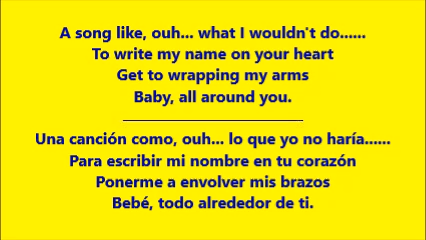 A song like, ouh... what I wouldn't do......
To write my name on your heart
Get to wrapping my arms
Baby, all around you.
Una canción como, ouh... lo que yo no haría......
Para escribir mi nombre en tu corazón
Ponerme a envolver mis brazos
Bebé, todo alrededor de ti.